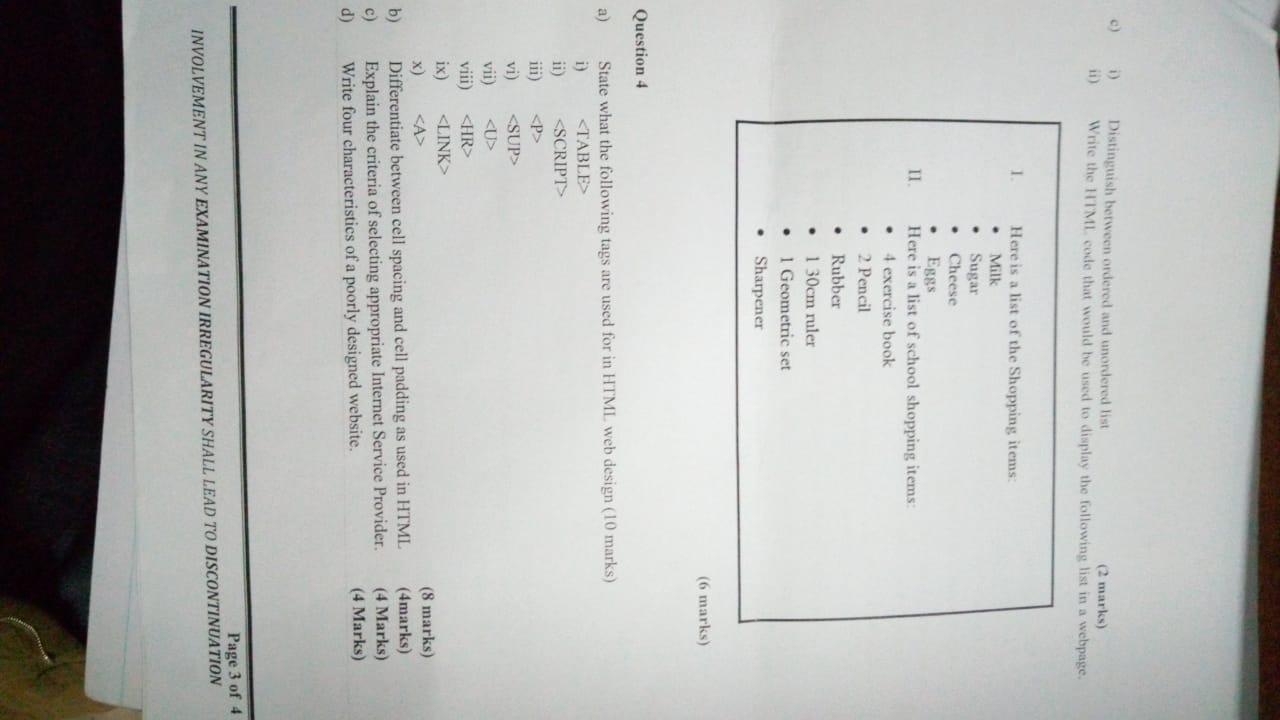 c) i) Distinguish between ordered and unordered list (2 marks)
ii) Write the HTML code that would be used to display the following list in a webpage.
I. Here is a list of the Shopping items:
• Milk
• Sugar
• Cheese
• Eggs
II. Here is a list of school shopping items:
• 4 exercise book
• 2 Pencil
• Rubber
• 1 30cm ruler
• 1 Geometric set
• Sharpener
(6 marks)
Question 4
a) State what the following tags are used for in HTML web design (10 marks)
i) <TABLE>
ii) <SCRIPT>
iii) <P>
vi) <SUP>
vii) <U>
viii) <HR>
ix) <LINK>
x) <A>
(8 marks)
b) Differentiate between cell spacing and cell padding as used in HTML (4marks)
c) Explain the criteria of selecting appropriate Internet Service Provider. (4 Marks)
d) Write four characteristics of a poorly designed website. (4 Marks)
Page 3 of 4
INVOLVEMENT IN ANY EXAMINATION IRREGULARITY SHALL LEAD TO DISCONTINUATION